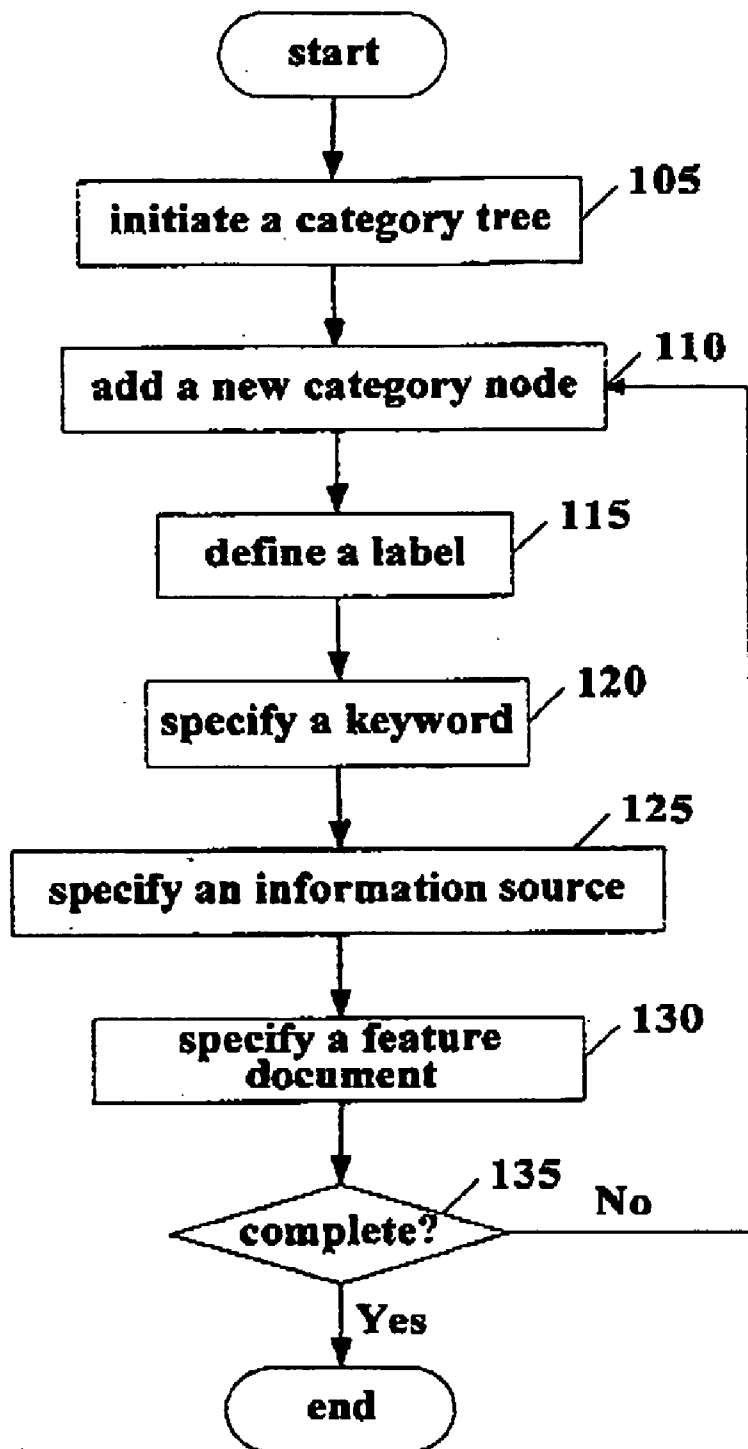 start
105
initiate a category tree
110
add a new category node
115
define a label
120
specify a keyword
125
specify an information source
130
specify a feature
document
135
complete?
No
Yes
end